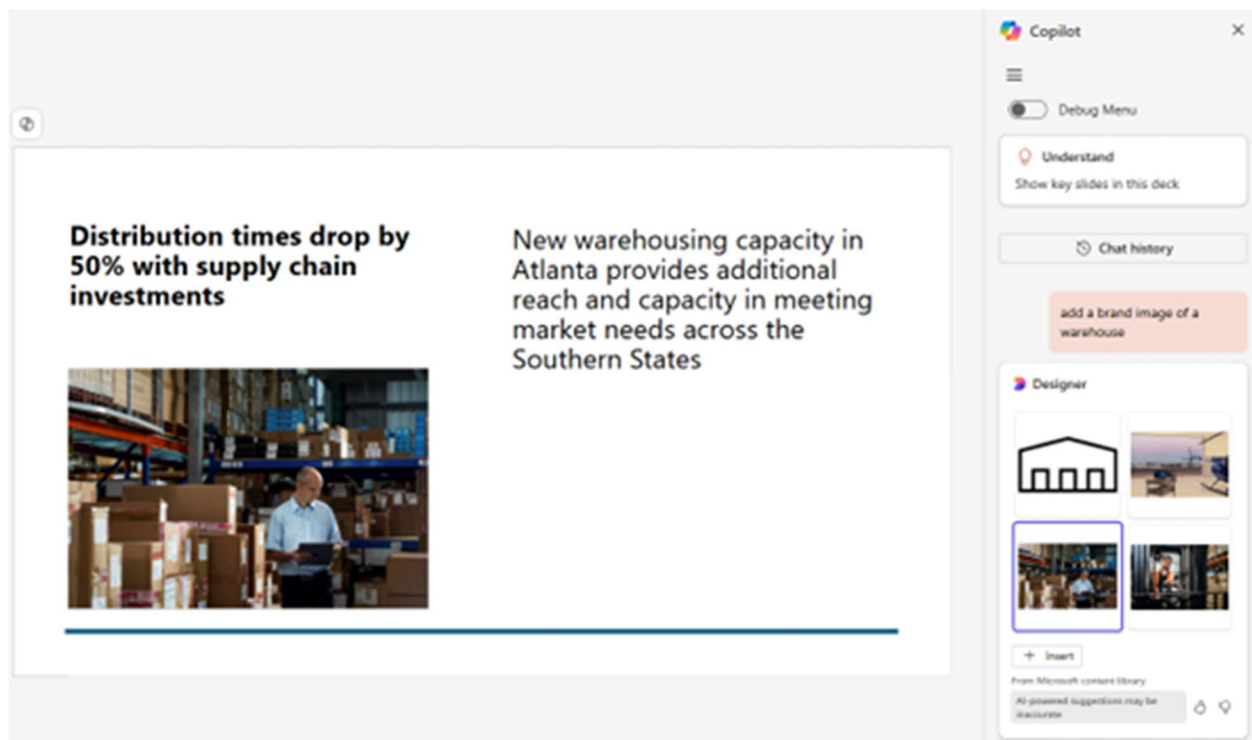 Copilot
Debug Menu
Understand
Show key slides in this deck
Chat history
add a brand image of a
warehouse
Designer
Insert
From Microsoft content library
AI-powered suggestions may be
inaccurate
Distribution times drop by
50% with supply chain
investments
New warehousing capacity in
Atlanta provides additional
reach and capacity in meeting
market needs across the
Southern States